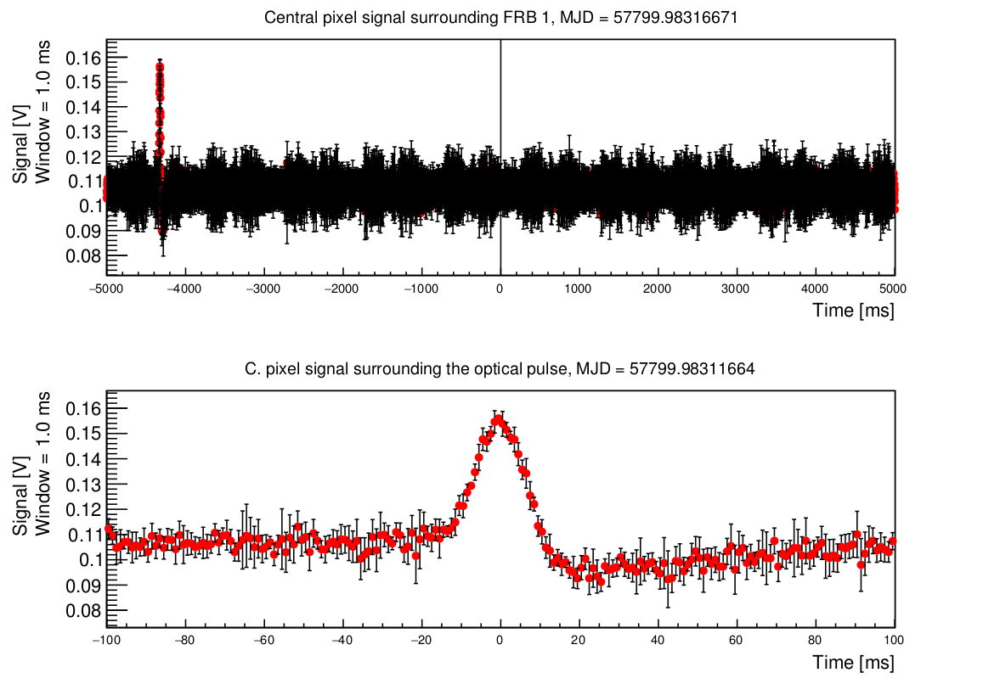 Central pixel signal surrounding FRB 1, MJD = 57799.98316671
Signal [V]
Window = 1.0 ms
0.16
0.15
0.14
0.13
0.12
0.11
0.1
0.09
0.08
−5000 −4000 −3000 −2000 −1000 0 1000 2000 3000 4000 5000
Time [ms]
C. pixel signal surrounding the optical pulse, MJD = 57799.98311664
Signal [V]
Window = 1.0 ms
0.16
0.15
0.14
0.13
0.12
0.11
0.1
0.09
0.08
−100 −80 −60 −40 −20 0 20 40 60 80 100
Time [ms]